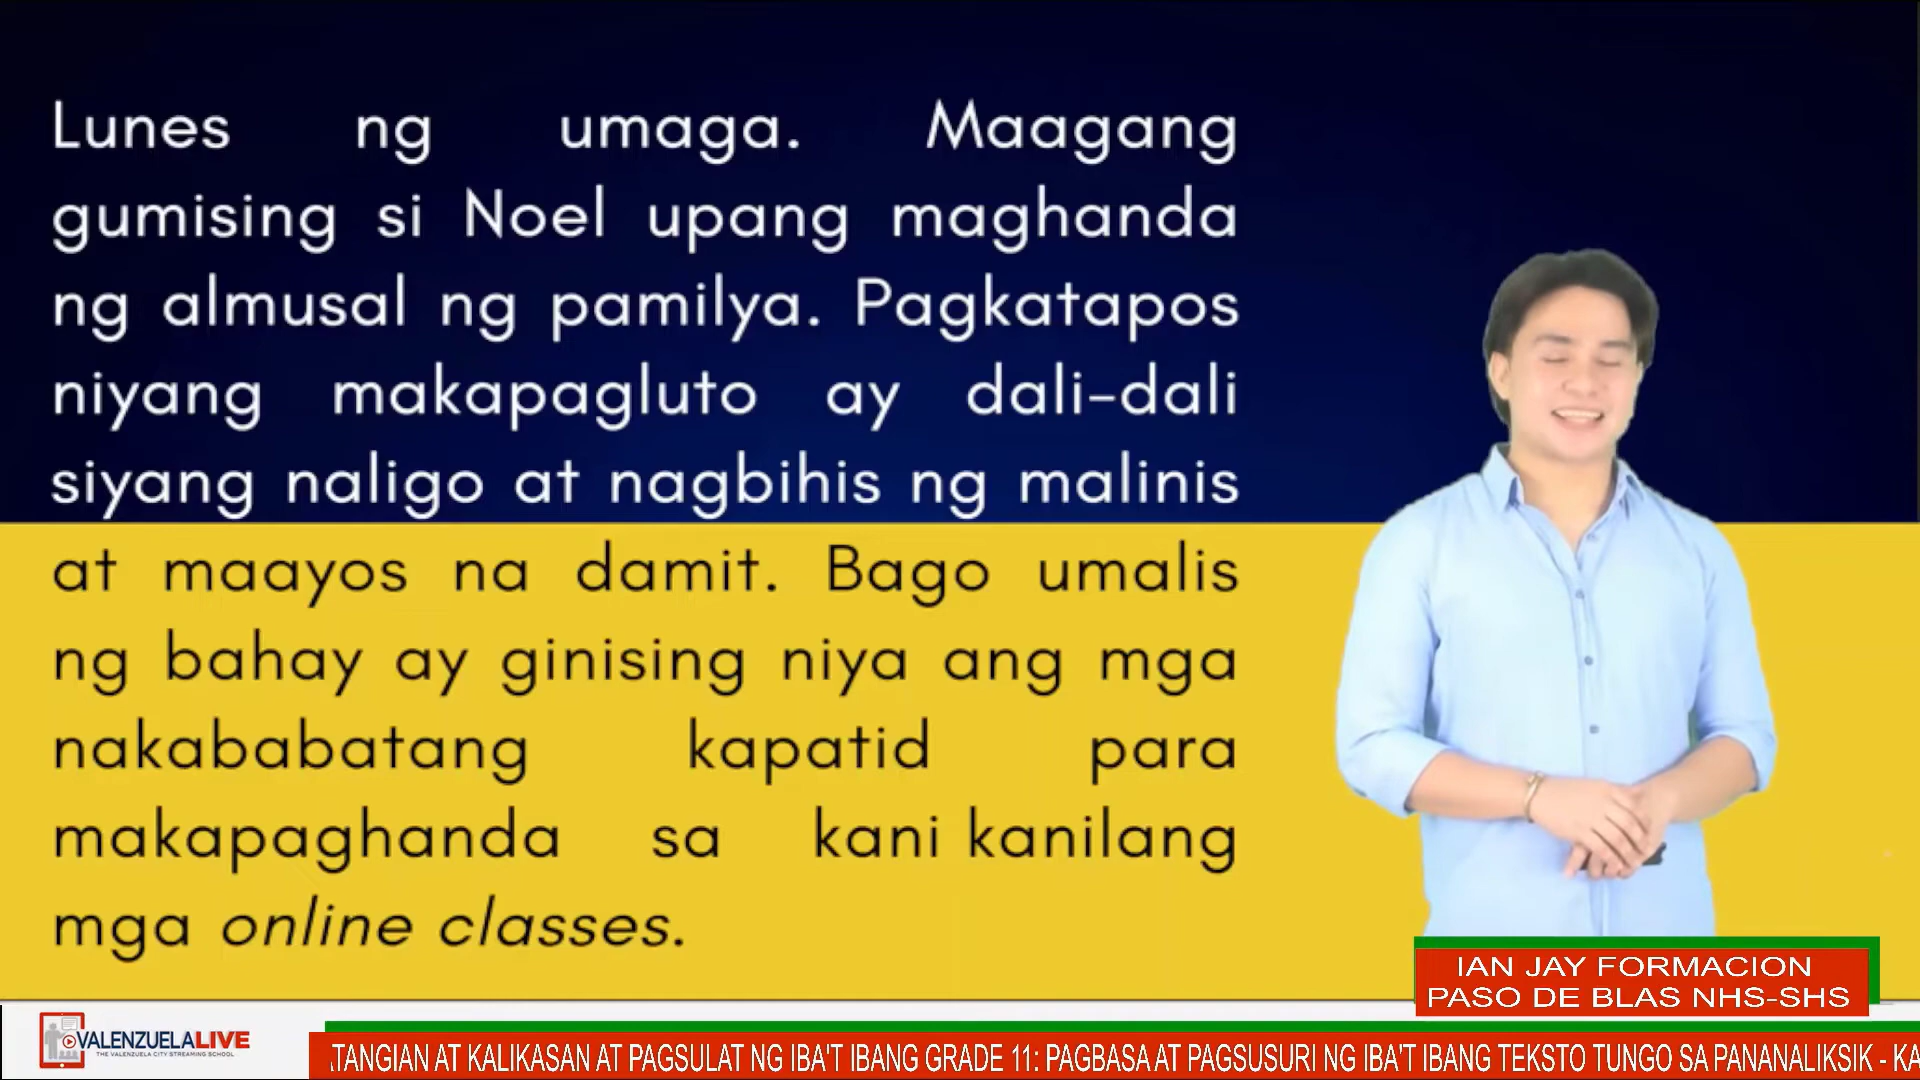 Lunes ng umaga. Maagang
gumising si Noel upang maghanda
ng almusal ng pamilya. Pagkatapos
niyang makapagluto ay dali-dali
siyang naligo at nagbihis ng malinis
at maayos na damit. Bago umalis
ng bahay ay ginising niya ang mga
nakababatang kapatid para
makapaghanda sa kani kanilang
mga online classes.
IAN JAY FORMACION
PASO DE BLAS NHS-SHS
VALENZUELALIVE
THE VALENZUELA CITY STREAMING SCHOOL
TANGIAN AT KALIKASAN AT PAGSULAT NG IBA'T IBANG GRADE 11: PAGBASA AT PAGSUSURI NG IBA'T IBANG TEKSTO TUNGO SA PANANALIKSIK - KA